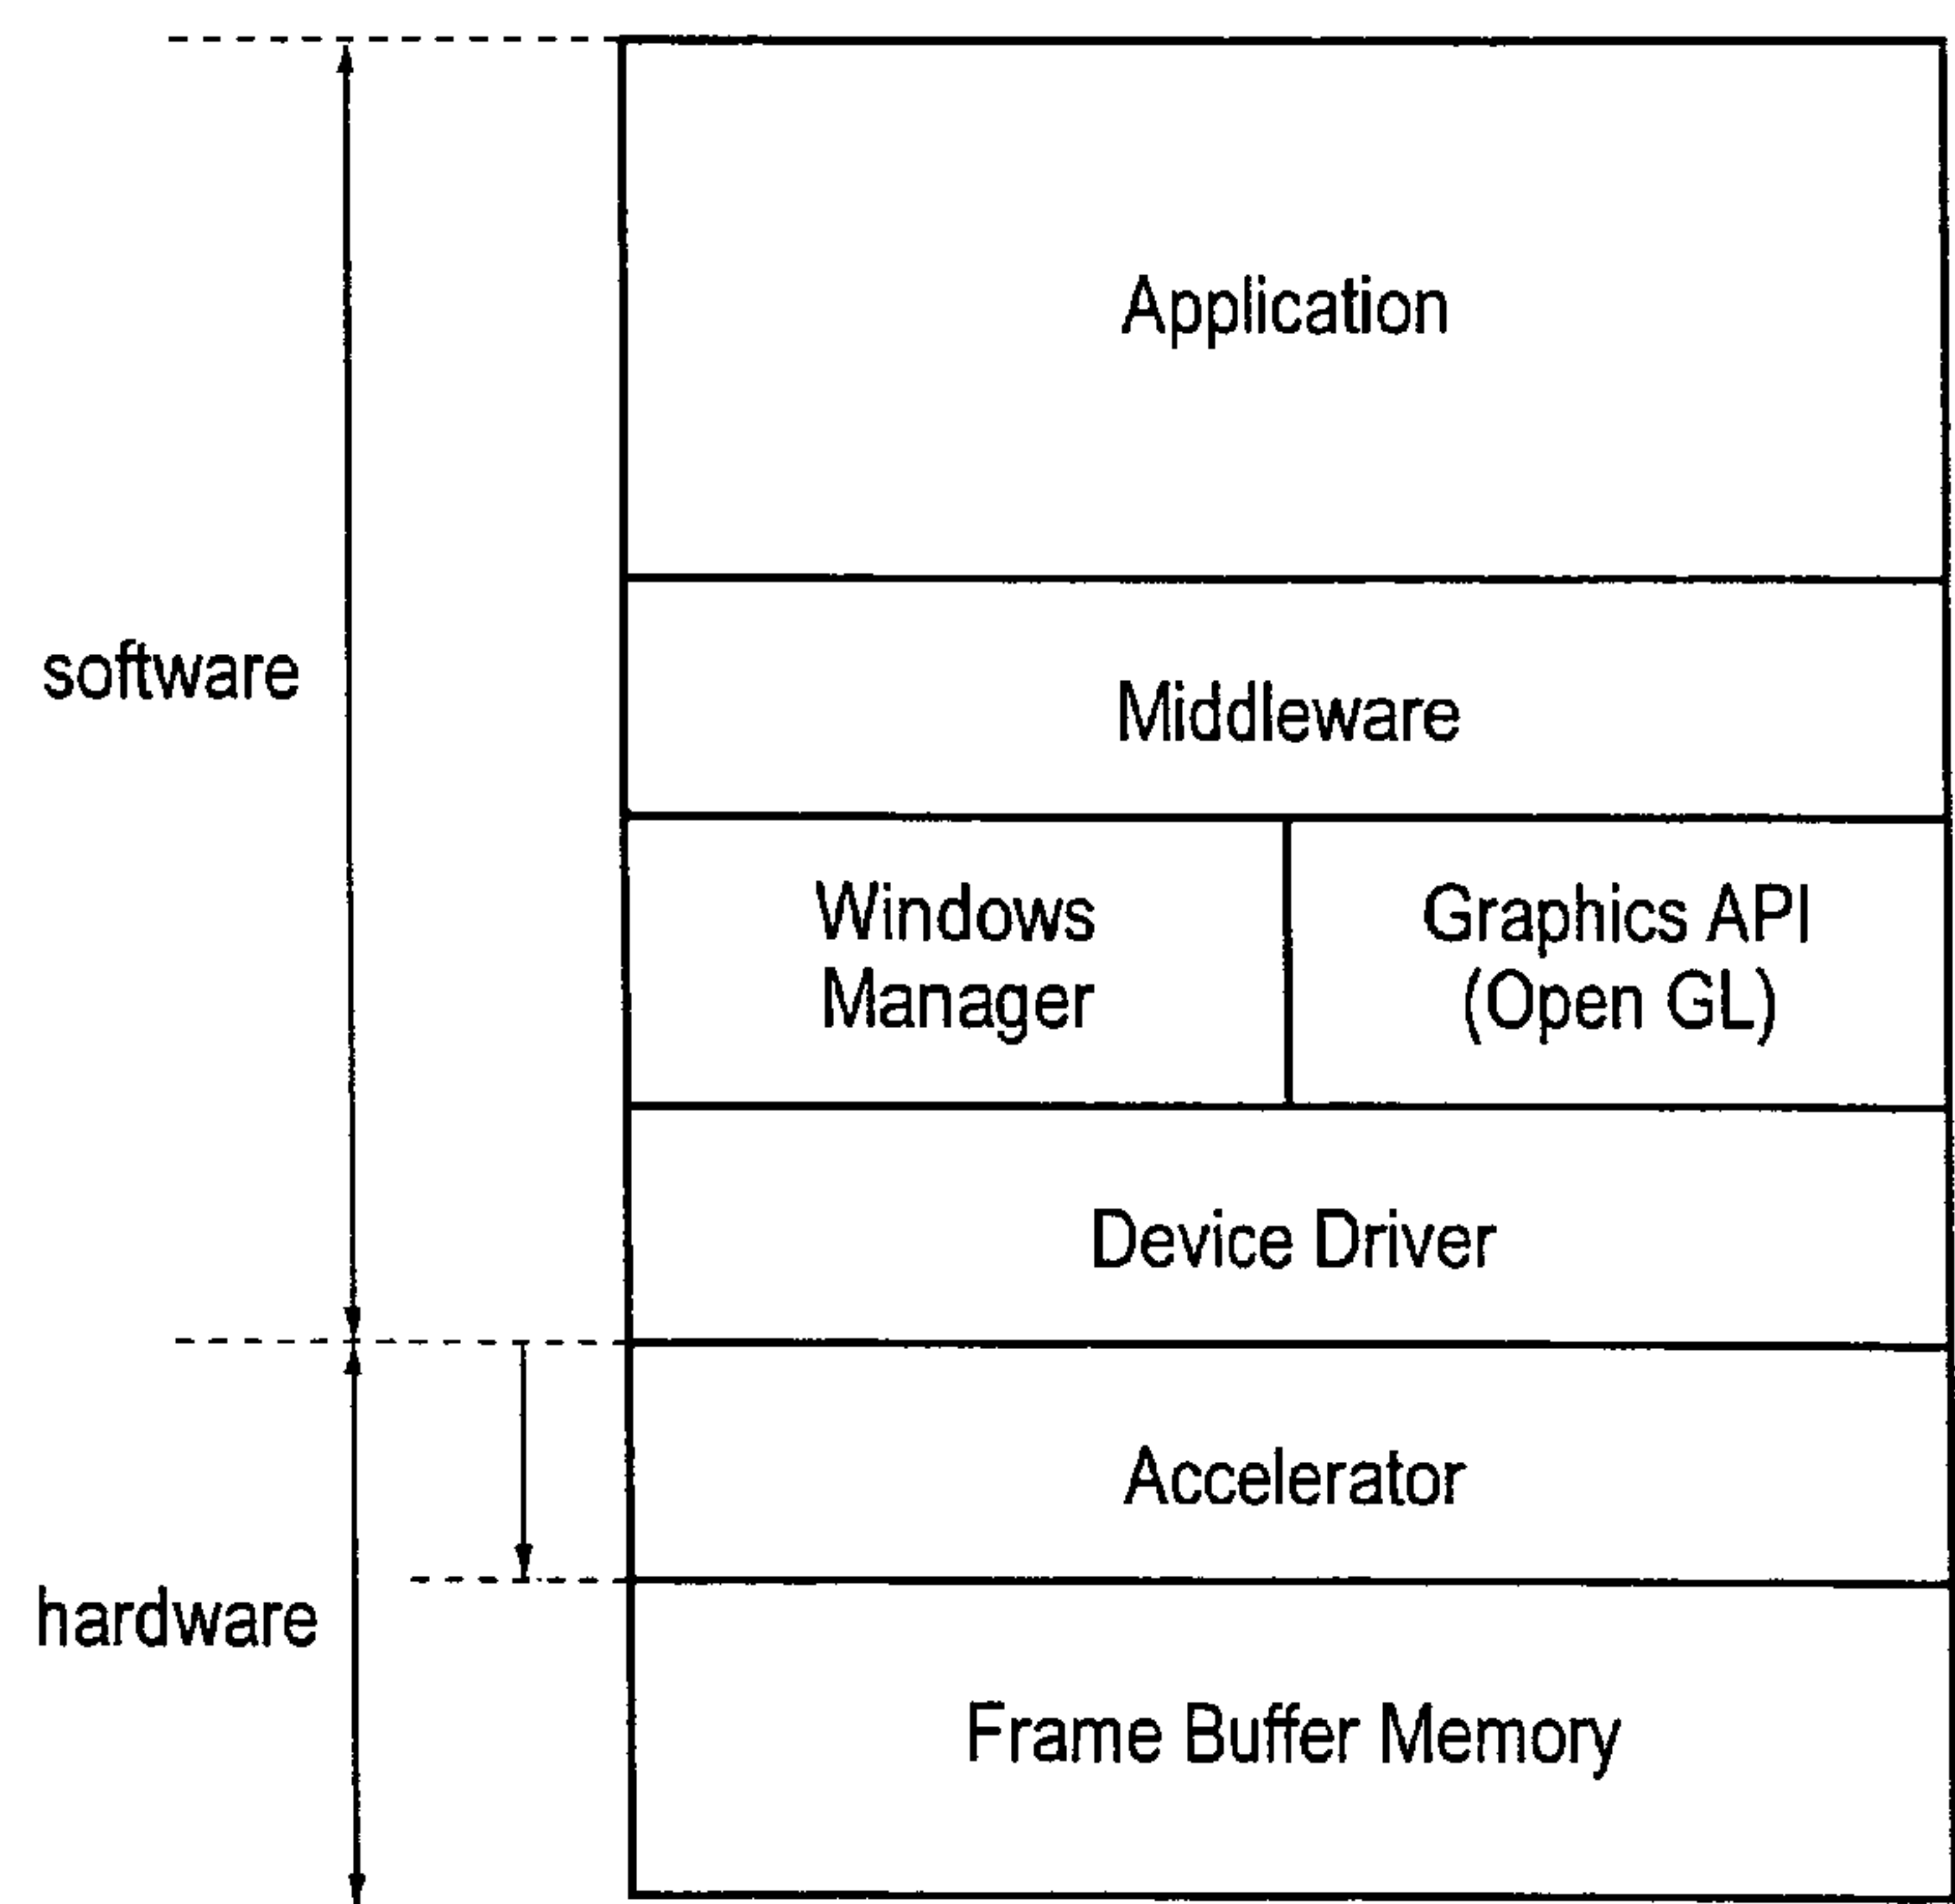 Application
software
Middleware
Windows
Manager
Graphics API
(Open GL)
Device Driver
Accelerator
hardware
Frame Buffer Memory